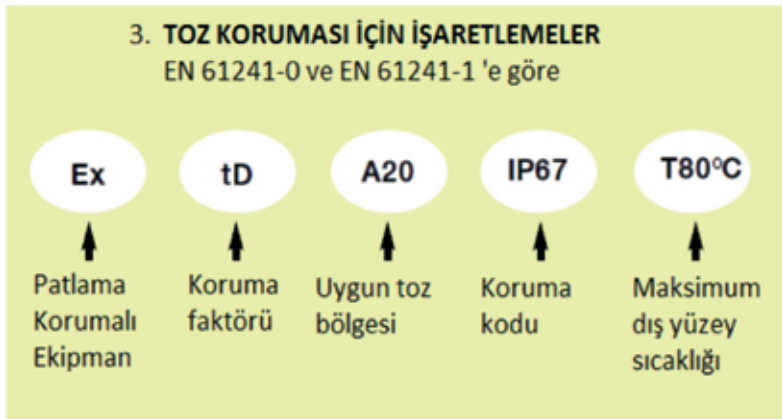 3. TOZ KORUMASI İÇİN İŞARETLEMELER
EN 61241-0 ve EN 61241-1 'e göre
Ex tD A20 IP67 T80ºC
Patlama
Korumalı
Ekipman
Koruma
faktörü
Uygun toz
bölgesi
Koruma
kodu
Maksimum
dış yüzey
sıcaklığı